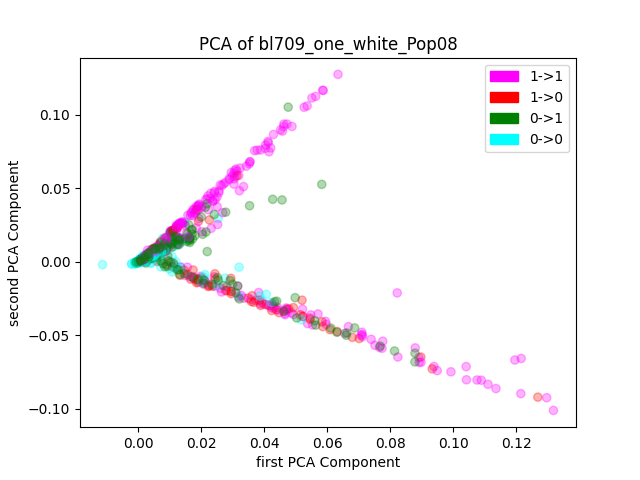 PCA of bl709_one_white_Pop08
1->1
1->0
0->1
0->0
second PCA Component
0.10
0.05
0.00
−0.05
−0.10
0.00 0.02 0.04 0.06 0.08 0.10 0.12
first PCA Component